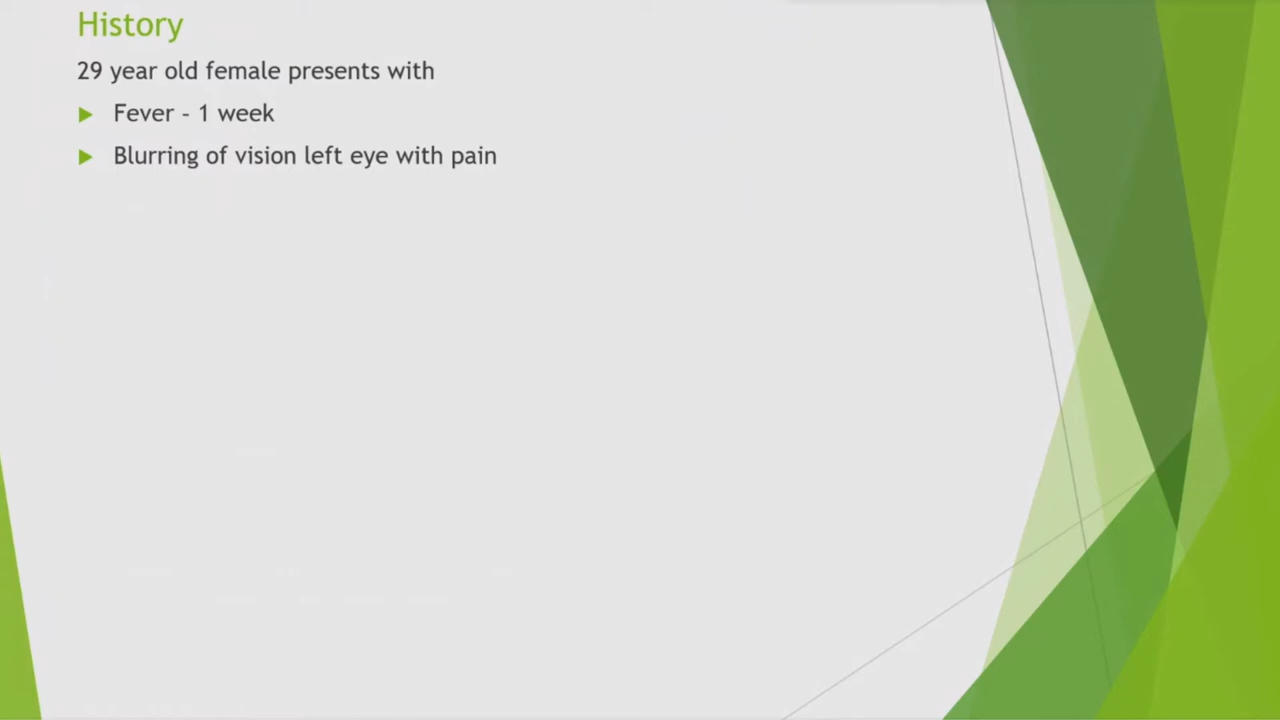 History
29 year old female presents with
Fever - 1 week
Blurring of vision left eye with pain